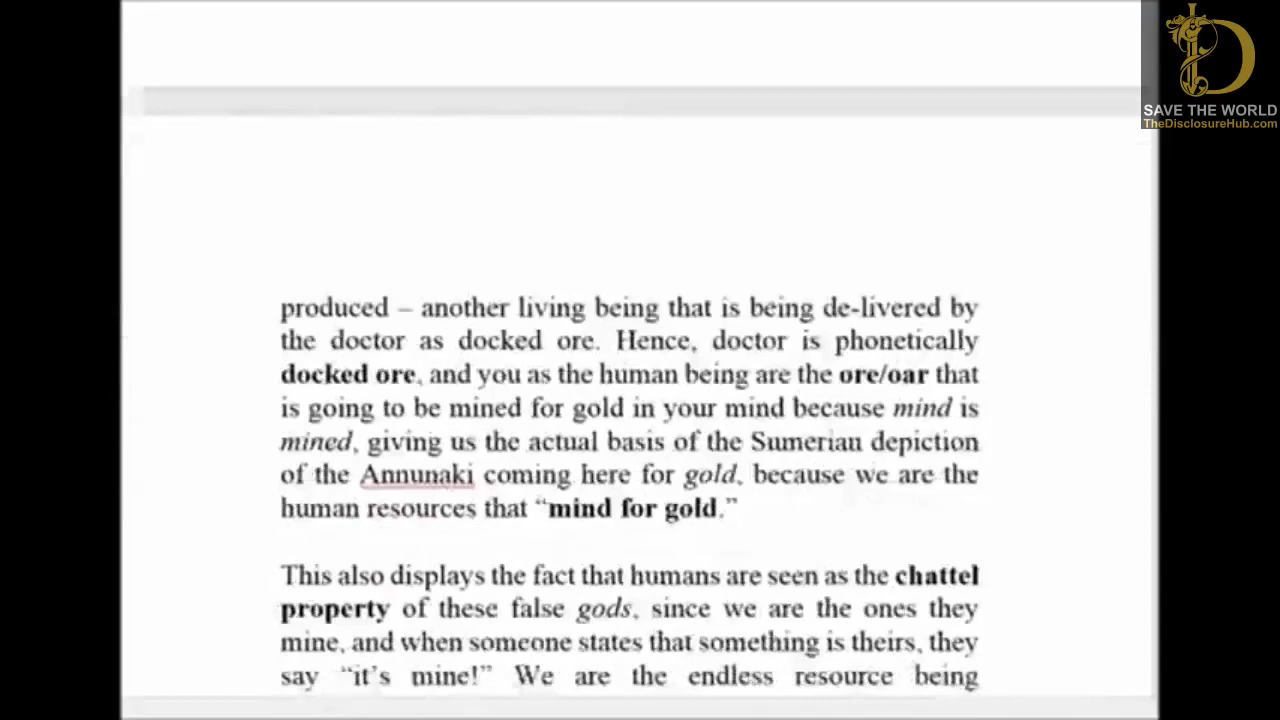 SAVE THE WORLD
TheDisclosureHub.com
produced – another living being that is being de-livered by
the doctor as docked ore. Hence, doctor is phonetically
docked ore, and you as the human being are the ore/oar that
is going to be mined for gold in your mind because mind is
mined, giving us the actual basis of the Sumerian depiction
of the Annunaki coming here for gold, because we are the
human resources that “mind for gold.”
This also displays the fact that humans are seen as the chattel
property of these false gods, since we are the ones they
mine, and when someone states that something is theirs, they
say “it’s mine!” We are the endless resource being